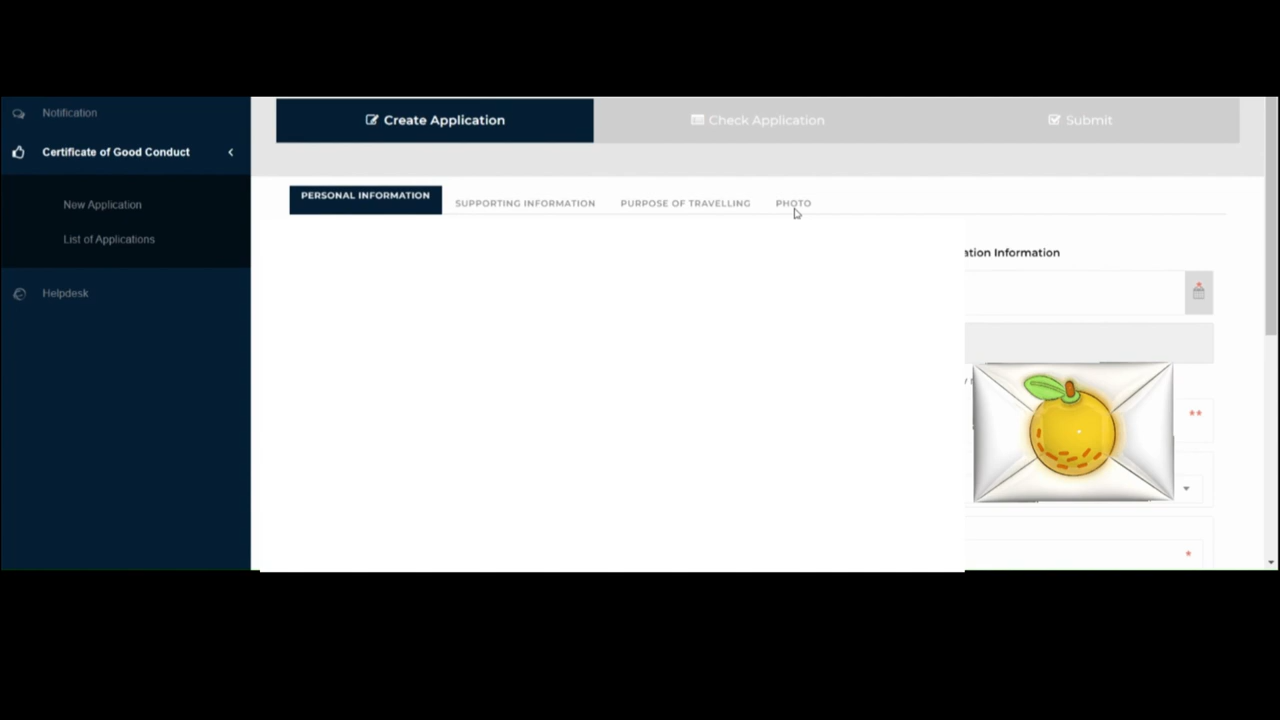 Notification
Certificate of Good Conduct
New Application
List of Applications
Helpdesk
Create Application
Check Application
Submit
PERSONAL INFORMATION
SUPPORTING INFORMATION
PURPOSE OF TRAVELLING
PHOTO
ation Information
**
*